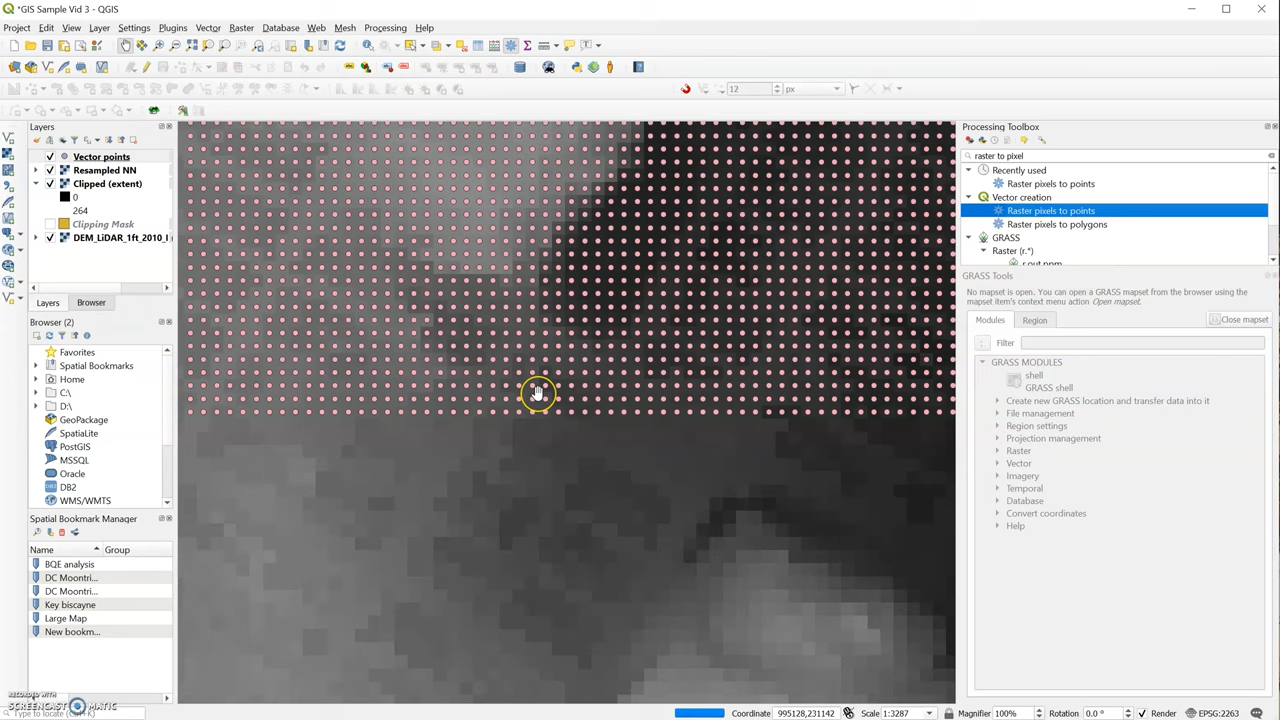 *GIS Sample Vid 3 - QGIS
Project Edit View Layer Settings Plugins Vector Raster Database Web Mesh Processing Help
12 px
Layers
Vector points
Resampled NN
Clipped (extent)
0
264
Clipping Mask
DEM_LiDAR_1ft_2010_I
Layers Browser
Browser (2)
Favorites
Spatial Bookmarks
Home
C:\
D:\
GeoPackage
SpatiaLite
PostGIS
MSSQL
Oracle
DB2
WMS/WMTS
Spatial Bookmark Manager
Name Group
BQE analysis
DC Moontri...
DC Moontri...
Key biscayne
Large Map
New bookm...
Processing Toolbox
raster to pixel
Recently used
Raster pixels to points
Vector creation
Raster pixels to points
Raster pixels to polygons
GRASS
Raster (r.*)
r.out.ppm
GRASS Tools
No mapset is open. You can open a GRASS mapset from the browser using the
mapset item's context menu action Open mapset.
Modules Region Close mapset
Filter
GRASS MODULES
shell
GRASS shell
Create new GRASS location and transfer data into it
File management
Region settings
Projection management
Raster
Vector
Imagery
Temporal
Database
Convert coordinates
Help
RECORDED WITH
SCREENCAST MATIC
Type to locate (Ctrl+K)
Coordinate 995128,231142 Scale 1:3287 Magnifier 100% Rotation 0.0 ° Render EPSG:2263